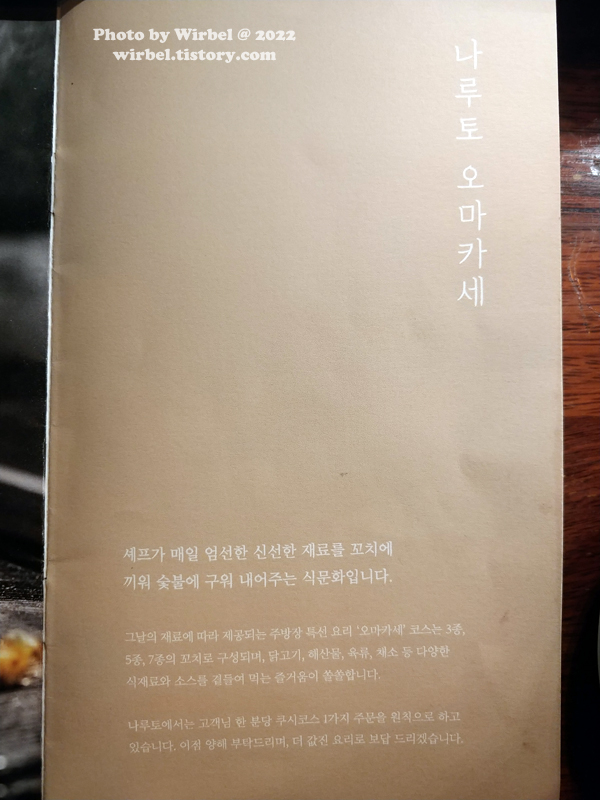 Photo by Wirbel @ 2022
wirbel.tistory.com
나루토 오마카세
셰프가 매일 엄선한 신선한 재료를 꼬치에
끼워 숯불에 구워 내어주는 식문화입니다.
그날의 재료에 따라 제공되는 주방장 특선 요리 '오마카세' 코스는 3종,
5종, 7종의 꼬치로 구성되며, 닭고기, 해산물, 육류, 채소 등 다양한
식재료와 소스를 곁들여 먹는 즐거움이 쏠쏠합니다.
나루토에서는 고객님 한 분당 쿠시코스 1가지 주문을 원칙으로 하고
있습니다. 이점 양해 부탁드리며, 더 값진 요리로 보답 드리겠습니다.